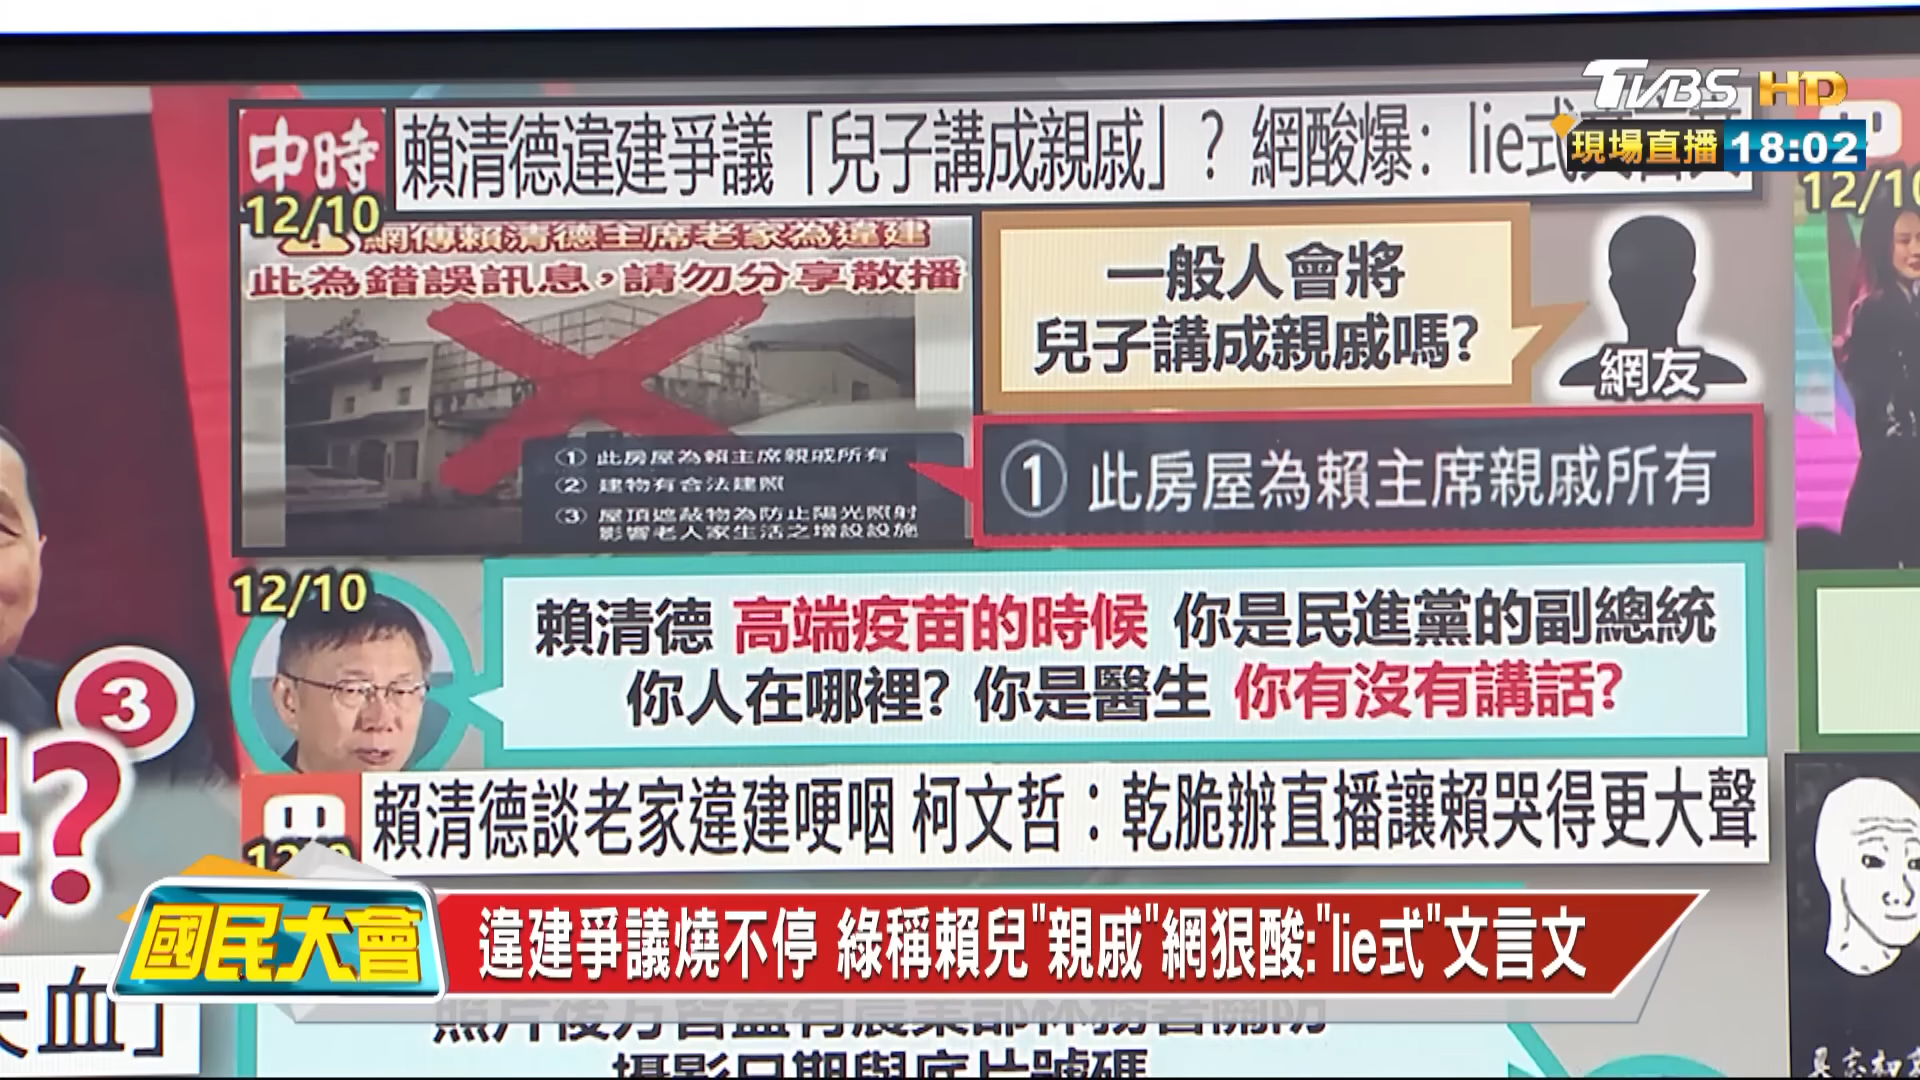 TVBS HD
現場直播 18:02
中時 賴清德違建爭議「兒子講成親戚」? 網酸爆: lie式
12/10
12/10
網傳賴清德主席老家為違建
此為錯誤訊息,請勿分享散播
① 此房屋為賴主席親戚所有
② 建物有合法建照
③ 屋頂遮蔽物為防止陽光照射
影響老人家生活之增設設施
一般人會將
兒子講成親戚嗎?
網友
① 此房屋為賴主席親戚所有
12/10
賴清德 高端疫苗的時候 你是民進黨的副總統
你人在哪裡? 你是醫生 你有沒有講話?
3
?
賴清德談老家違建哽咽 柯文哲:乾脆辦直播讓賴哭得更大聲
國民大會
違建爭議燒不停 綠稱賴兒"親戚"網狠酸:"lie式"文言文
失血」